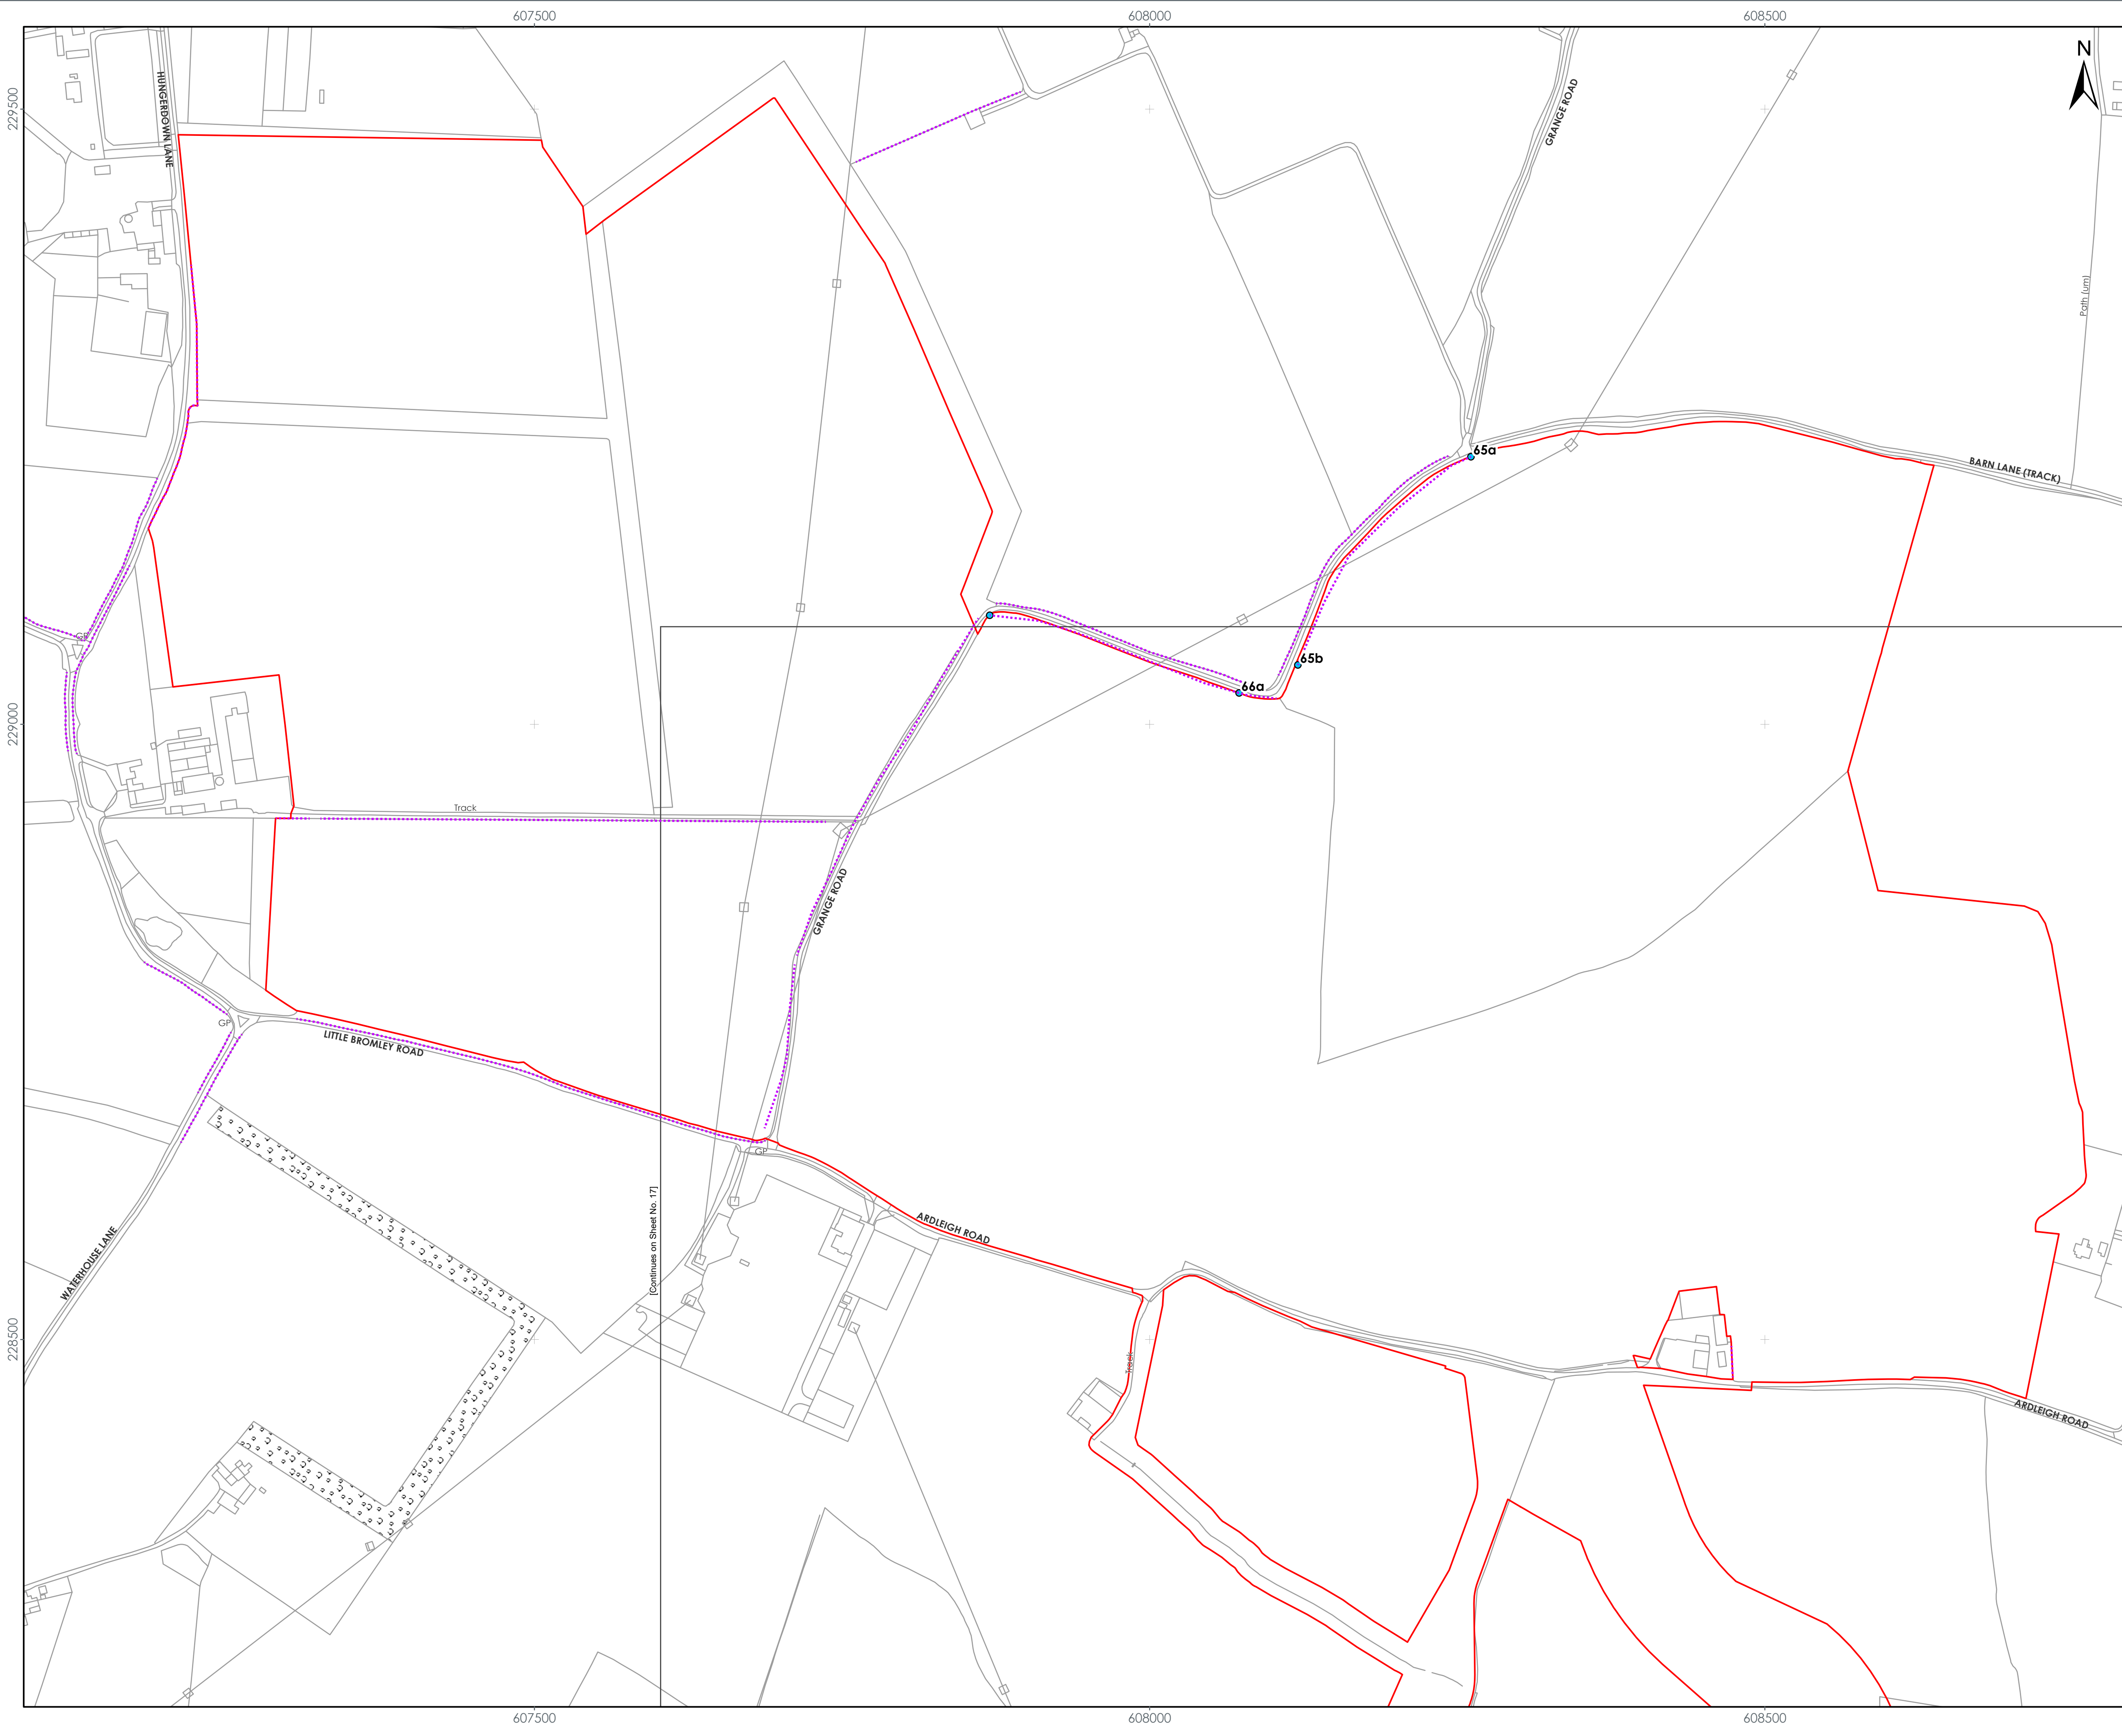 607500
608000
608500
N
229500
HUNGERDOWN LANE
GRANGE ROAD
Path (um)
65a
BARN LANE (TRACK)
GP
65b
66a
229000
Track
GRANGE ROAD
GP
LITTLE BROMLEY ROAD
GP
[Continues on Sheet No. 17]
ARDLEIGH ROAD
WATERHOUSE LANE
228500
Track
ARDLEIGH ROAD
607500
608000
608500